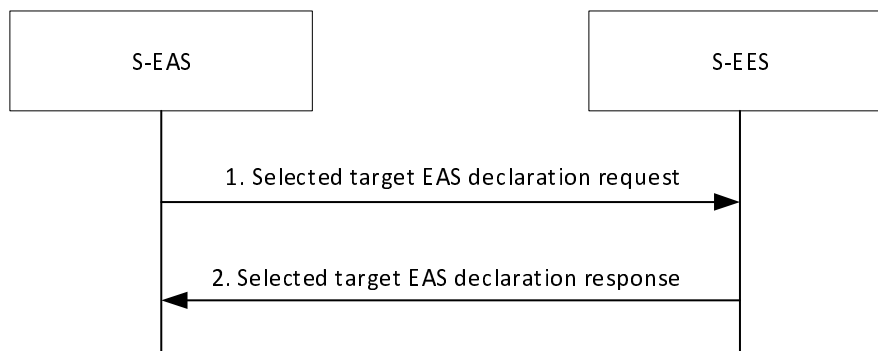 S-EAS
S-EES
1. Selected target EAS declaration request
2. Selected target EAS declaration response